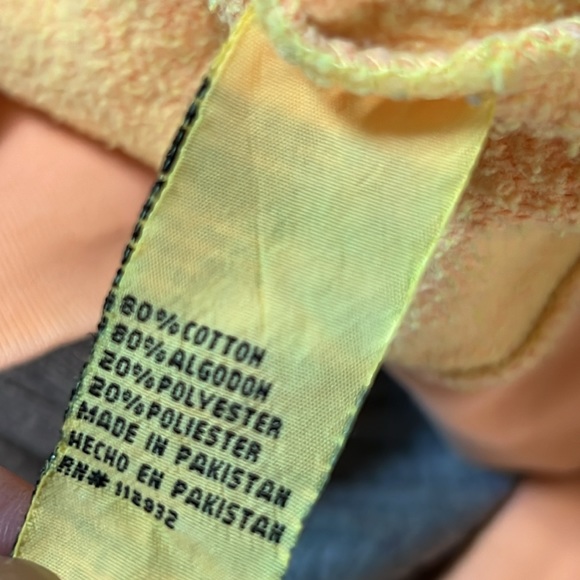 80% COTTON
80% ALGODON
20% POLYESTER
20% POLIESTER
MADE IN PAKISTAN
HECHO EN PAKISTAN
RN# 112932